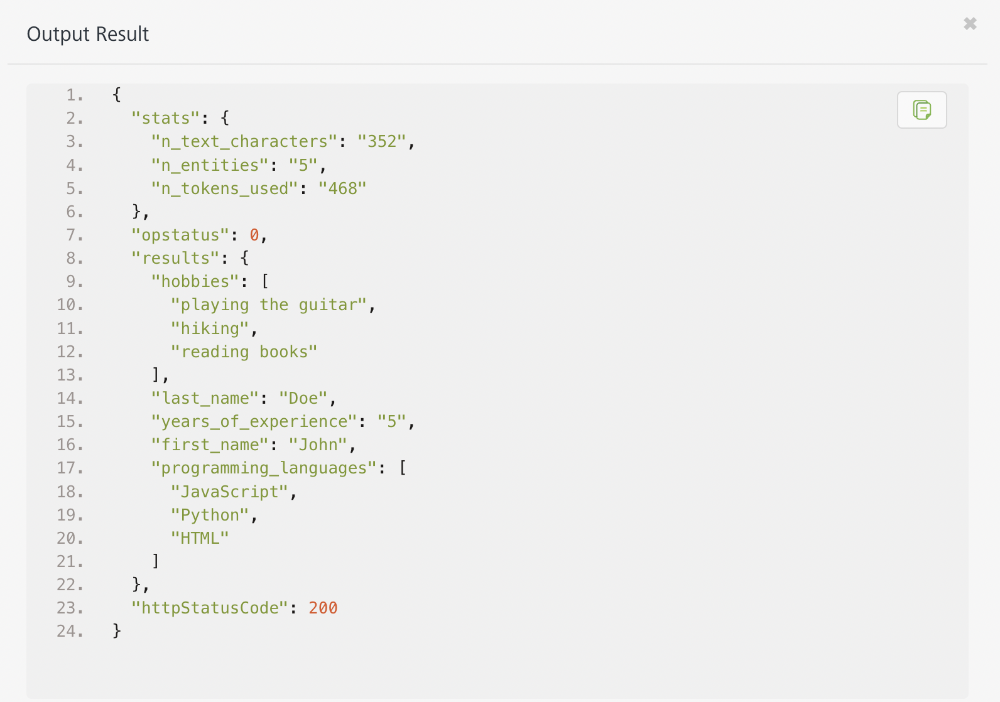 Output Result
1. {
2. "stats": {
3. "n_text_characters": "352",
4. "n_entities": "5",
5. "n_tokens_used": "468"
6. },
7. "opstatus": 0,
8. "results": {
9. "hobbies": [
10. "playing the guitar",
11. "hiking",
12. "reading books"
13. ],
14. "last_name": "Doe",
15. "years_of_experience": "5",
16. "first_name": "John",
17. "programming_languages": [
18. "JavaScript",
19. "Python",
20. "HTML"
21. ]
22. },
23. "httpStatusCode": 200
24. }